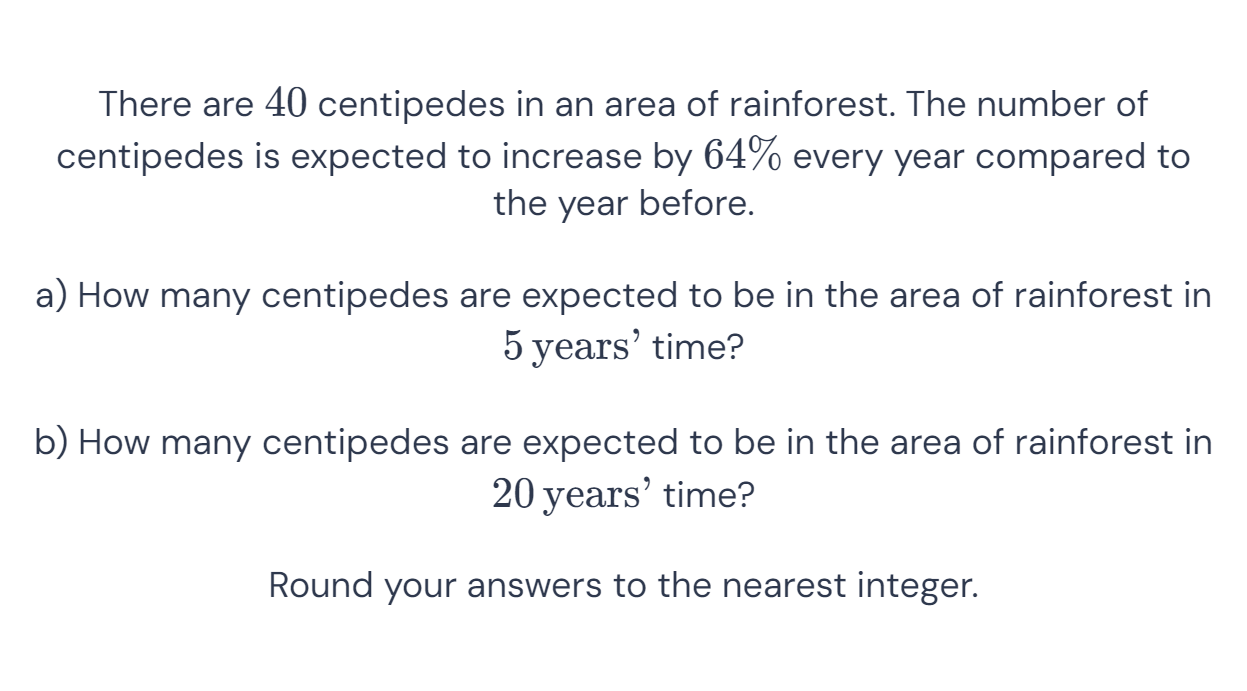 There are 40 centipedes in an area of rainforest. The number of
centipedes is expected to increase by 64% every year compared to
the year before.
a) How many centipedes are expected to be in the area of rainforest in
5 years’ time?
b) How many centipedes are expected to be in the area of rainforest in
20 years’ time?
Round your answers to the nearest integer.